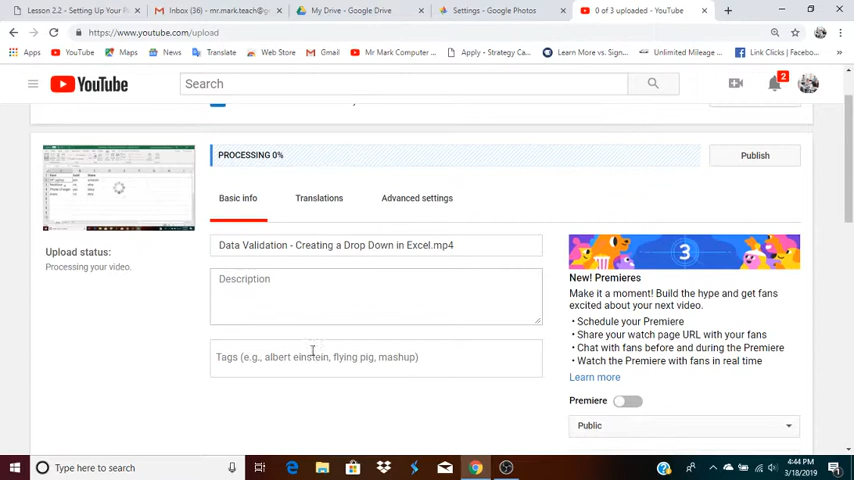 Lesson 2.2 - Setting Up Your P
Inbox (36) - mr.mark.teach@g
My Drive - Google Drive
Settings - Google Photos
0 of 3 uploaded - YouTube
https://www.youtube.com/upload
Apps
YouTube
Maps
News
Translate
Web Store
Gmail
Mr Mark Computer ...
Apply - Strategy Ca...
Learn More vs. Sign...
Unlimited Mileage ...
Link Clicks | Facebo...
YouTube
Search
2
PROCESSING 0%
Publish
Basic info
Translations
Advanced settings
Upload status:
Processing your video.
Data Validation - Creating a Drop Down in Excel.mp4
Description
Tags (e.g., albert einstein, flying pig, mashup)
3
New! Premieres
Make it a moment! Build the hype and get fans
excited about your next video.
• Schedule your Premiere
• Share your watch page URL with your fans
• Chat with fans before and during the Premiere
• Watch the Premiere with fans in real time
Learn more
Premiere
Public
Type here to search
4:44 PM
3/18/2019